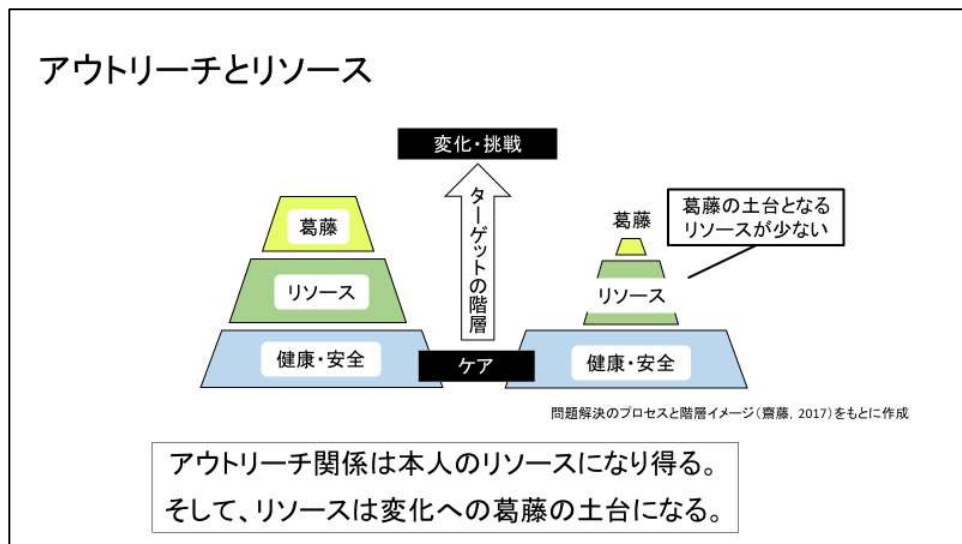 アウトリーチとリソース
変化・挑戦
葛藤
リソース
健康・安全
ターゲットの階層
ケア
葛藤
リソース
健康・安全
葛藤の土台となる
リソースが少ない
問題解決のプロセスと階層イメージ(齋藤, 2017)をもとに作成
アウトリーチ関係は本人のリソースになり得る。
そして、リソースは変化への葛藤の土台になる。